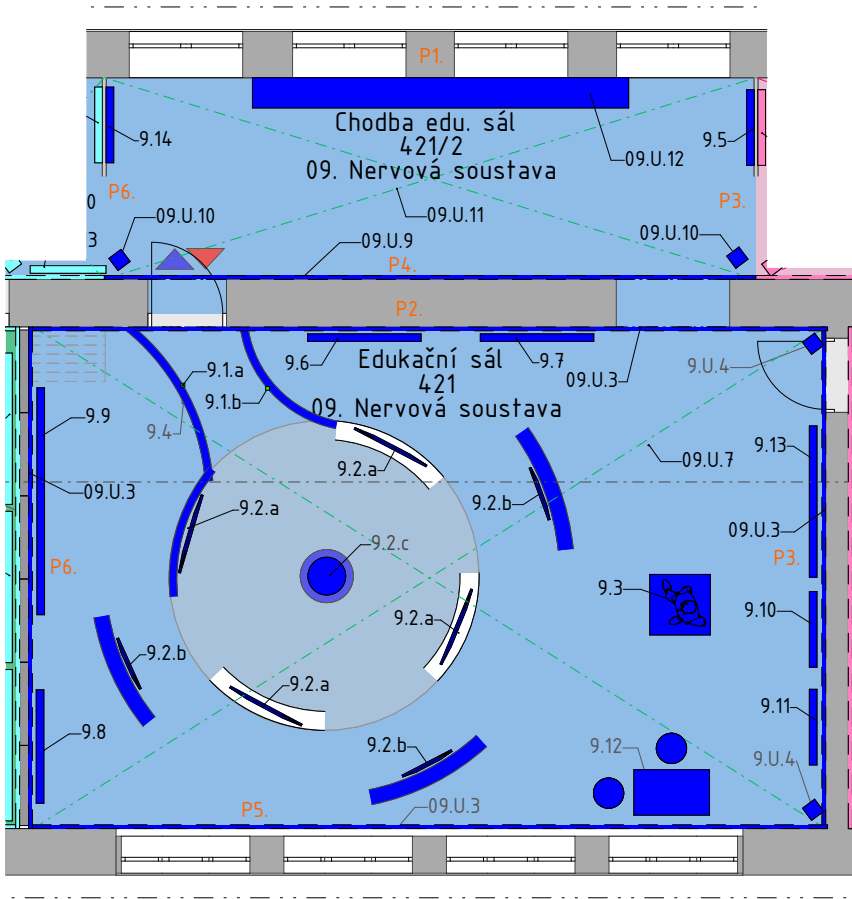 P1.
Chodba edu. sál
421/2
09. Nervová soustava
9.14
9.5
09.U.12
P6.
P3.
0
3
09.U.10
09.U.11
09.U.10
09.U.9
P4.
P2.
9.6
Edukační sál
9.7
421
09. Nervová soustava
09.U.3
9.U.4
9.1.a
9.1.b
9.9
9.4
9.13
9.2.a
09.U.7
09.U.3
9.2.a
9.2.b
09.U.3
9.2.c
P6.
P3.
9.3
9.2.a
9.10
9.2.b
9.2.a
9.11
9.8
9.2.b
9.12
9.U.4
P5.
09.U.3